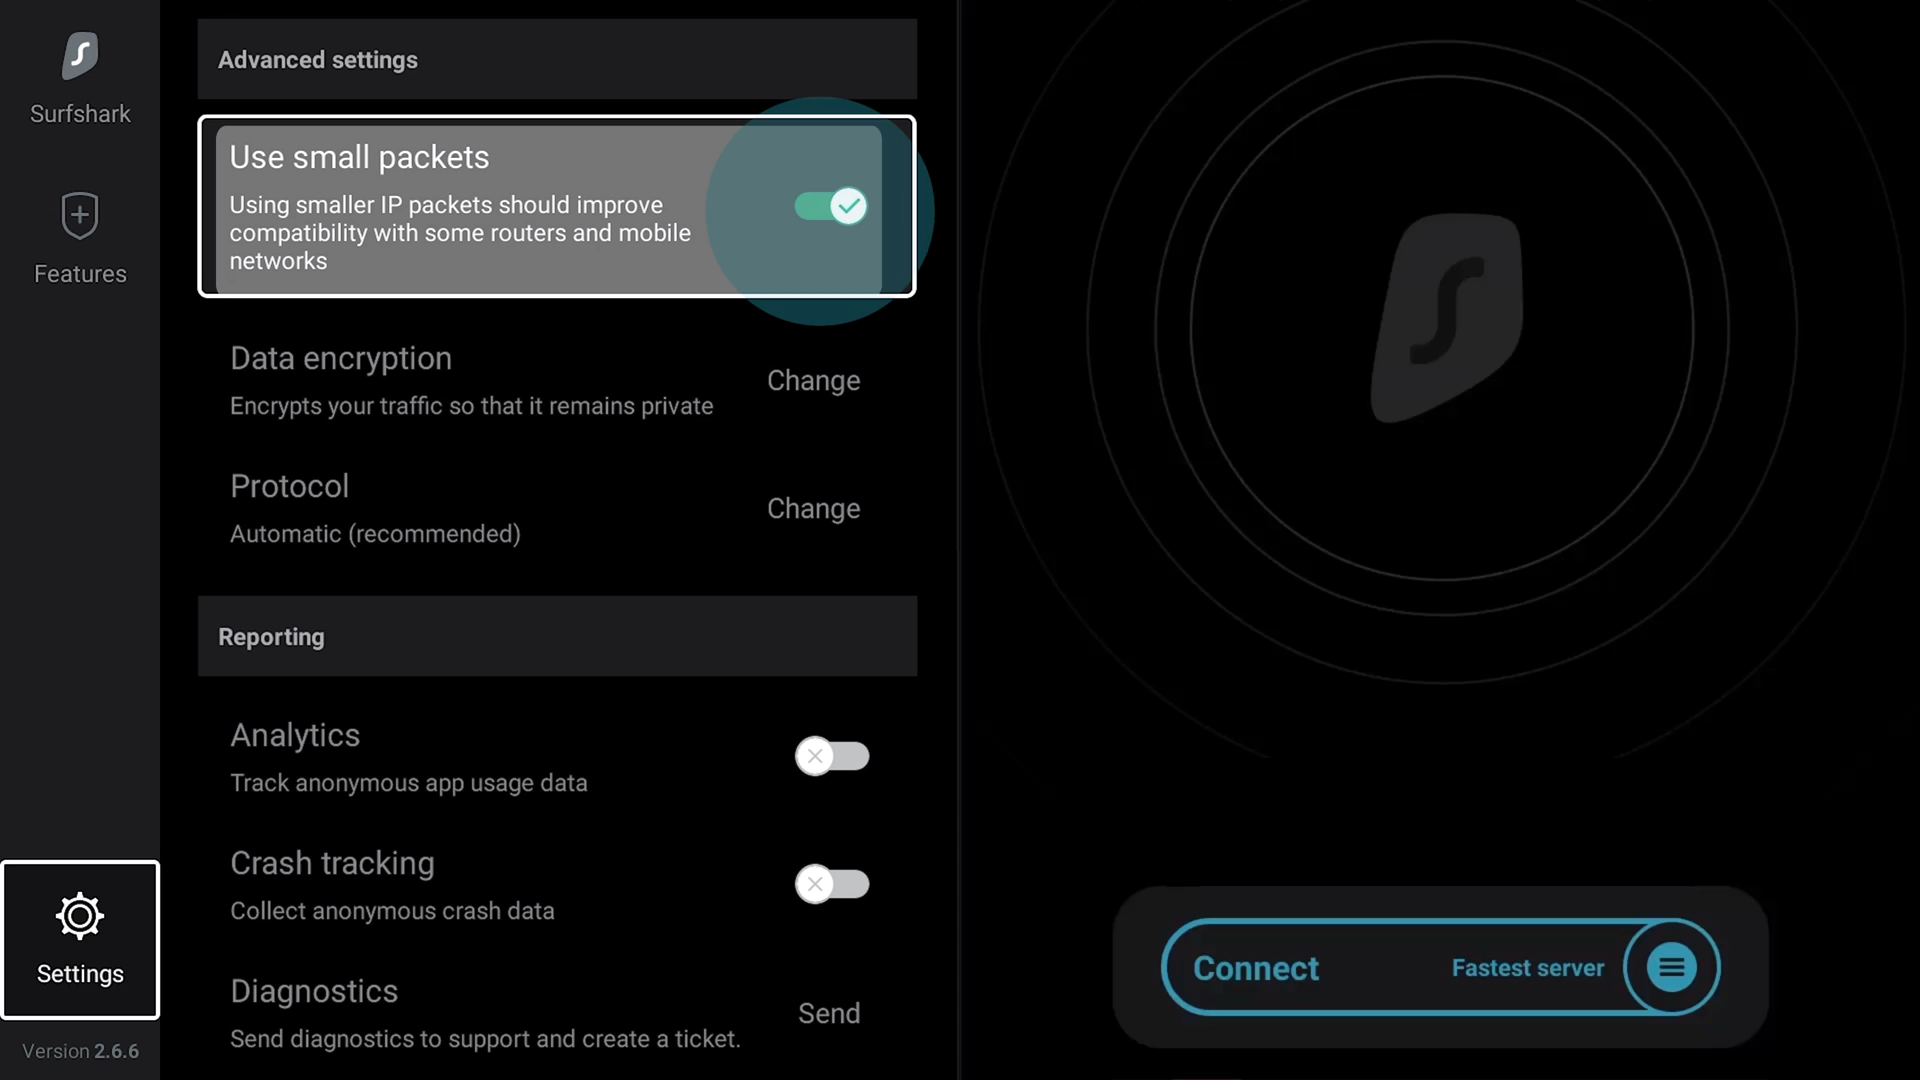 Surfshark
Features
Settings
Version 2.6.6
Advanced settings
Use small packets
Using smaller IP packets should improve
compatibility with some routers and mobile
networks
Data encryption
Encrypts your traffic so that it remains private
Change
Protocol
Automatic (recommended)
Change
Reporting
Analytics
Track anonymous app usage data
Crash tracking
Collect anonymous crash data
Diagnostics
Send diagnostics to support and create a ticket.
Send
Connect
Fastest server